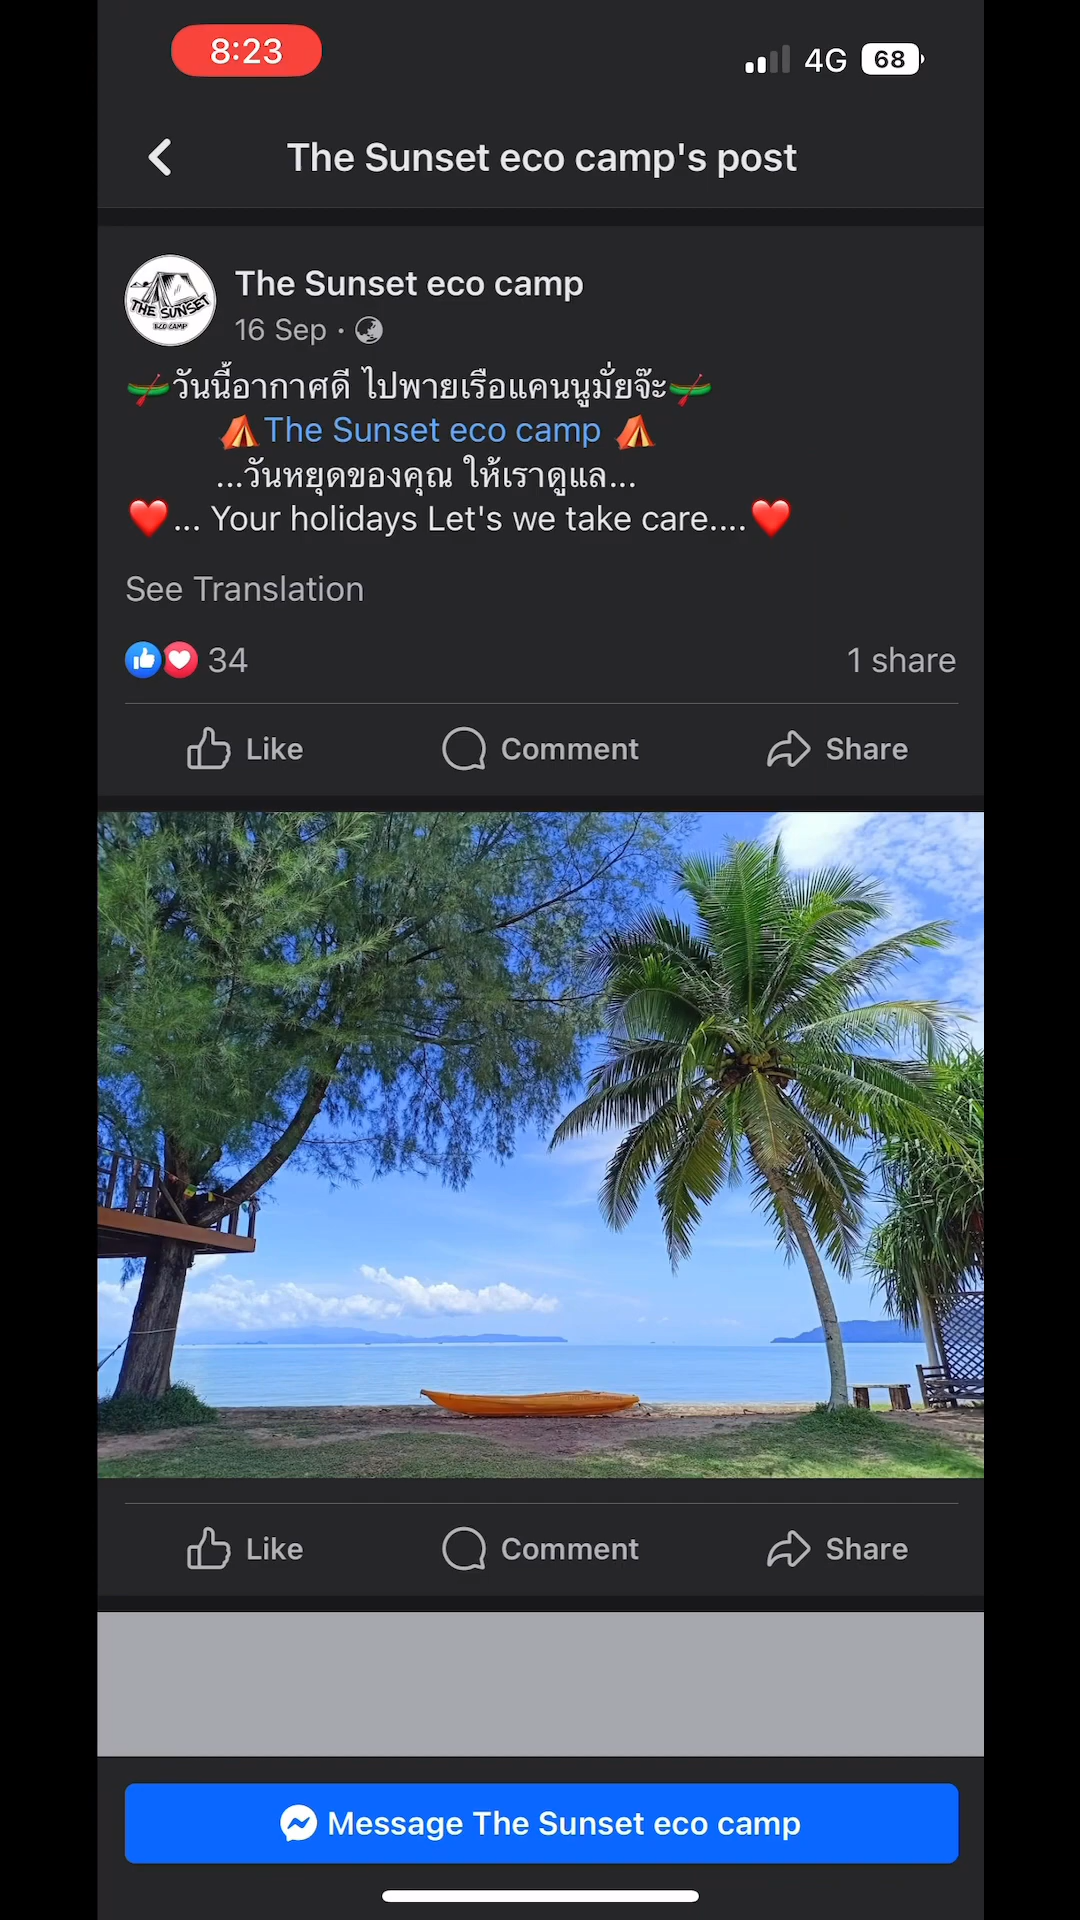 8:23
4G 68
The Sunset eco camp's post
THE SUNSET
ECO CAMP
The Sunset eco camp
16 Sep ·
วันนี้อากาศดี ไปพายเรือแคนนูมั่ยจ๊ะ
The Sunset eco camp
...วันหยุดของคุณ ให้เราดูแล...
... Your holidays Let's we take care....
See Translation
34
1 share
Like
Comment
Share
Like
Comment
Share
Message The Sunset eco camp